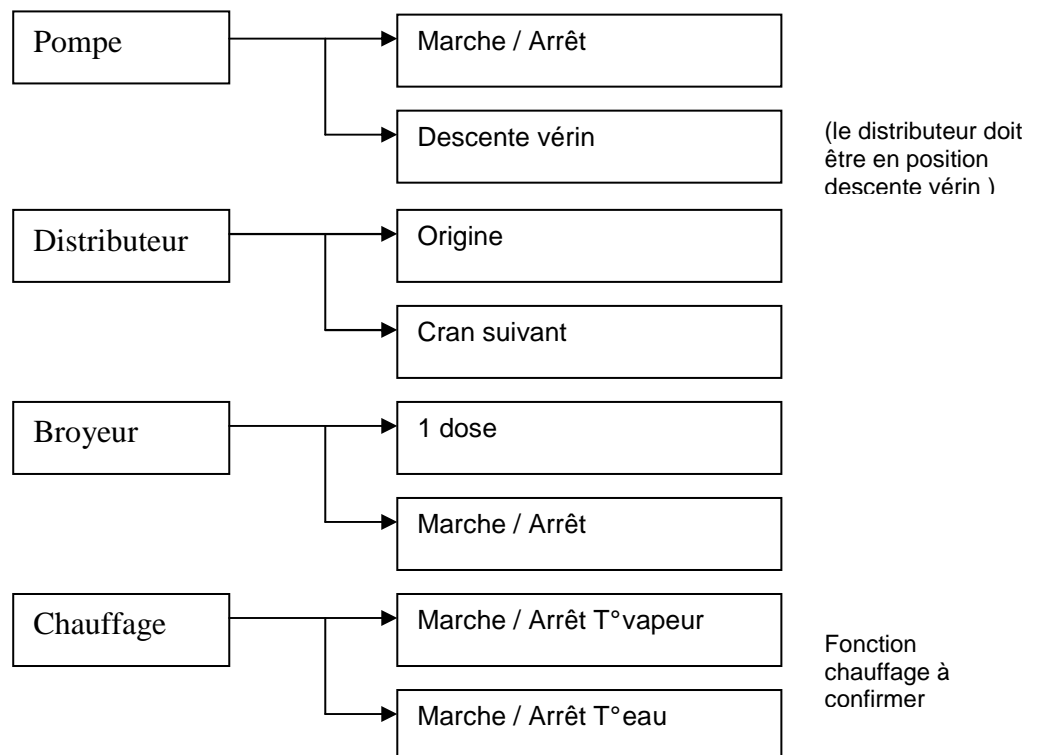 Pompe
Marche / Arrêt
Descente vérin
(le distributeur doit
être en position
descente vérin )
Distributeur
Origine
Cran suivant
Broyeur
1 dose
Marche / Arrêt
Chauffage
Marche / Arrêt T°vapeur
Fonction
chauffage à
confirmer
Marche / Arrêt T°eau